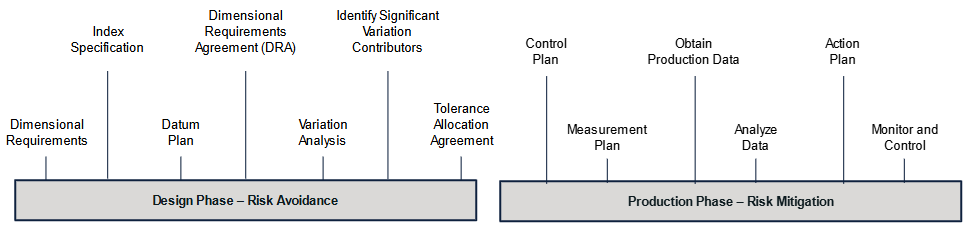 Dimensional
Requirements
Index
Specification
Datum
Plan
Dimensional
Requirements
Agreement (DRA)
Variation
Analysis
Identify Significant
Variation
Contributors
Tolerance
Allocation
Agreement
Design Phase – Risk Avoidance
Control
Plan
Measurement
Plan
Obtain
Production Data
Analyze
Data
Action
Plan
Monitor and
Control
Production Phase – Risk Mitigation